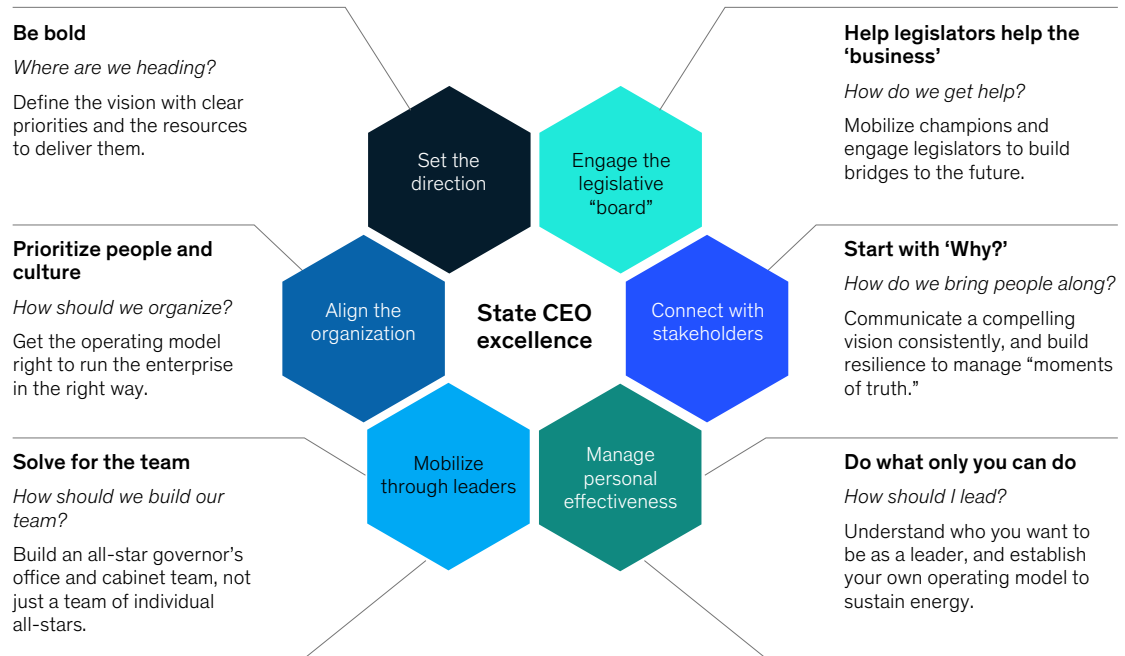 Be bold
Where are we heading?
Define the vision with clear
priorities and the resources
to deliver them.
Prioritize people and
culture
How should we organize?
Get the operating model
right to run the enterprise
in the right way.
Solve for the team
How should we build our
team?
Build an all-star governor’s
office and cabinet team, not
just a team of individual
all-stars.
Set the
direction
Engage the
legislative
“board”
Align the
organization
State CEO
excellence
Connect with
stakeholders
Mobilize
through leaders
Manage
personal
effectiveness
Help legislators help the
‘business’
How do we get help?
Mobilize champions and
engage legislators to build
bridges to the future.
Start with ‘Why?’
How do we bring people along?
Communicate a compelling
vision consistently, and build
resilience to manage “moments
of truth.”
Do what only you can do
How should I lead?
Understand who you want to
be as a leader, and establish
your own operating model to
sustain energy.